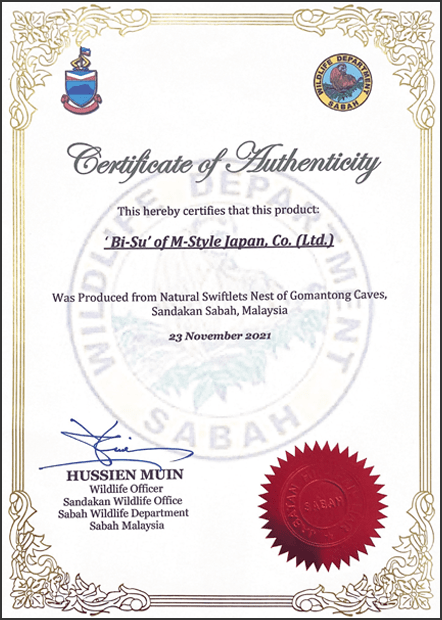 WILDLIFE DEPARTMENT
SABAH
Certificate of Authenticity
WILDLIFE DEPARTMENT
SABAH
This hereby certifies that this product:
‘Bi-Su’ of M-Style Japan, Co. (Ltd.)
Was Produced from Natural Swiftlets Nest of Gomantong Caves,
Sandakan Sabah, Malaysia
23 November 2021
HUSSIEN MUIN
Wildlife Officer
Sandakan Wildlife Office
Sabah Wildlife Department
Sabah Malaysia
SABAH